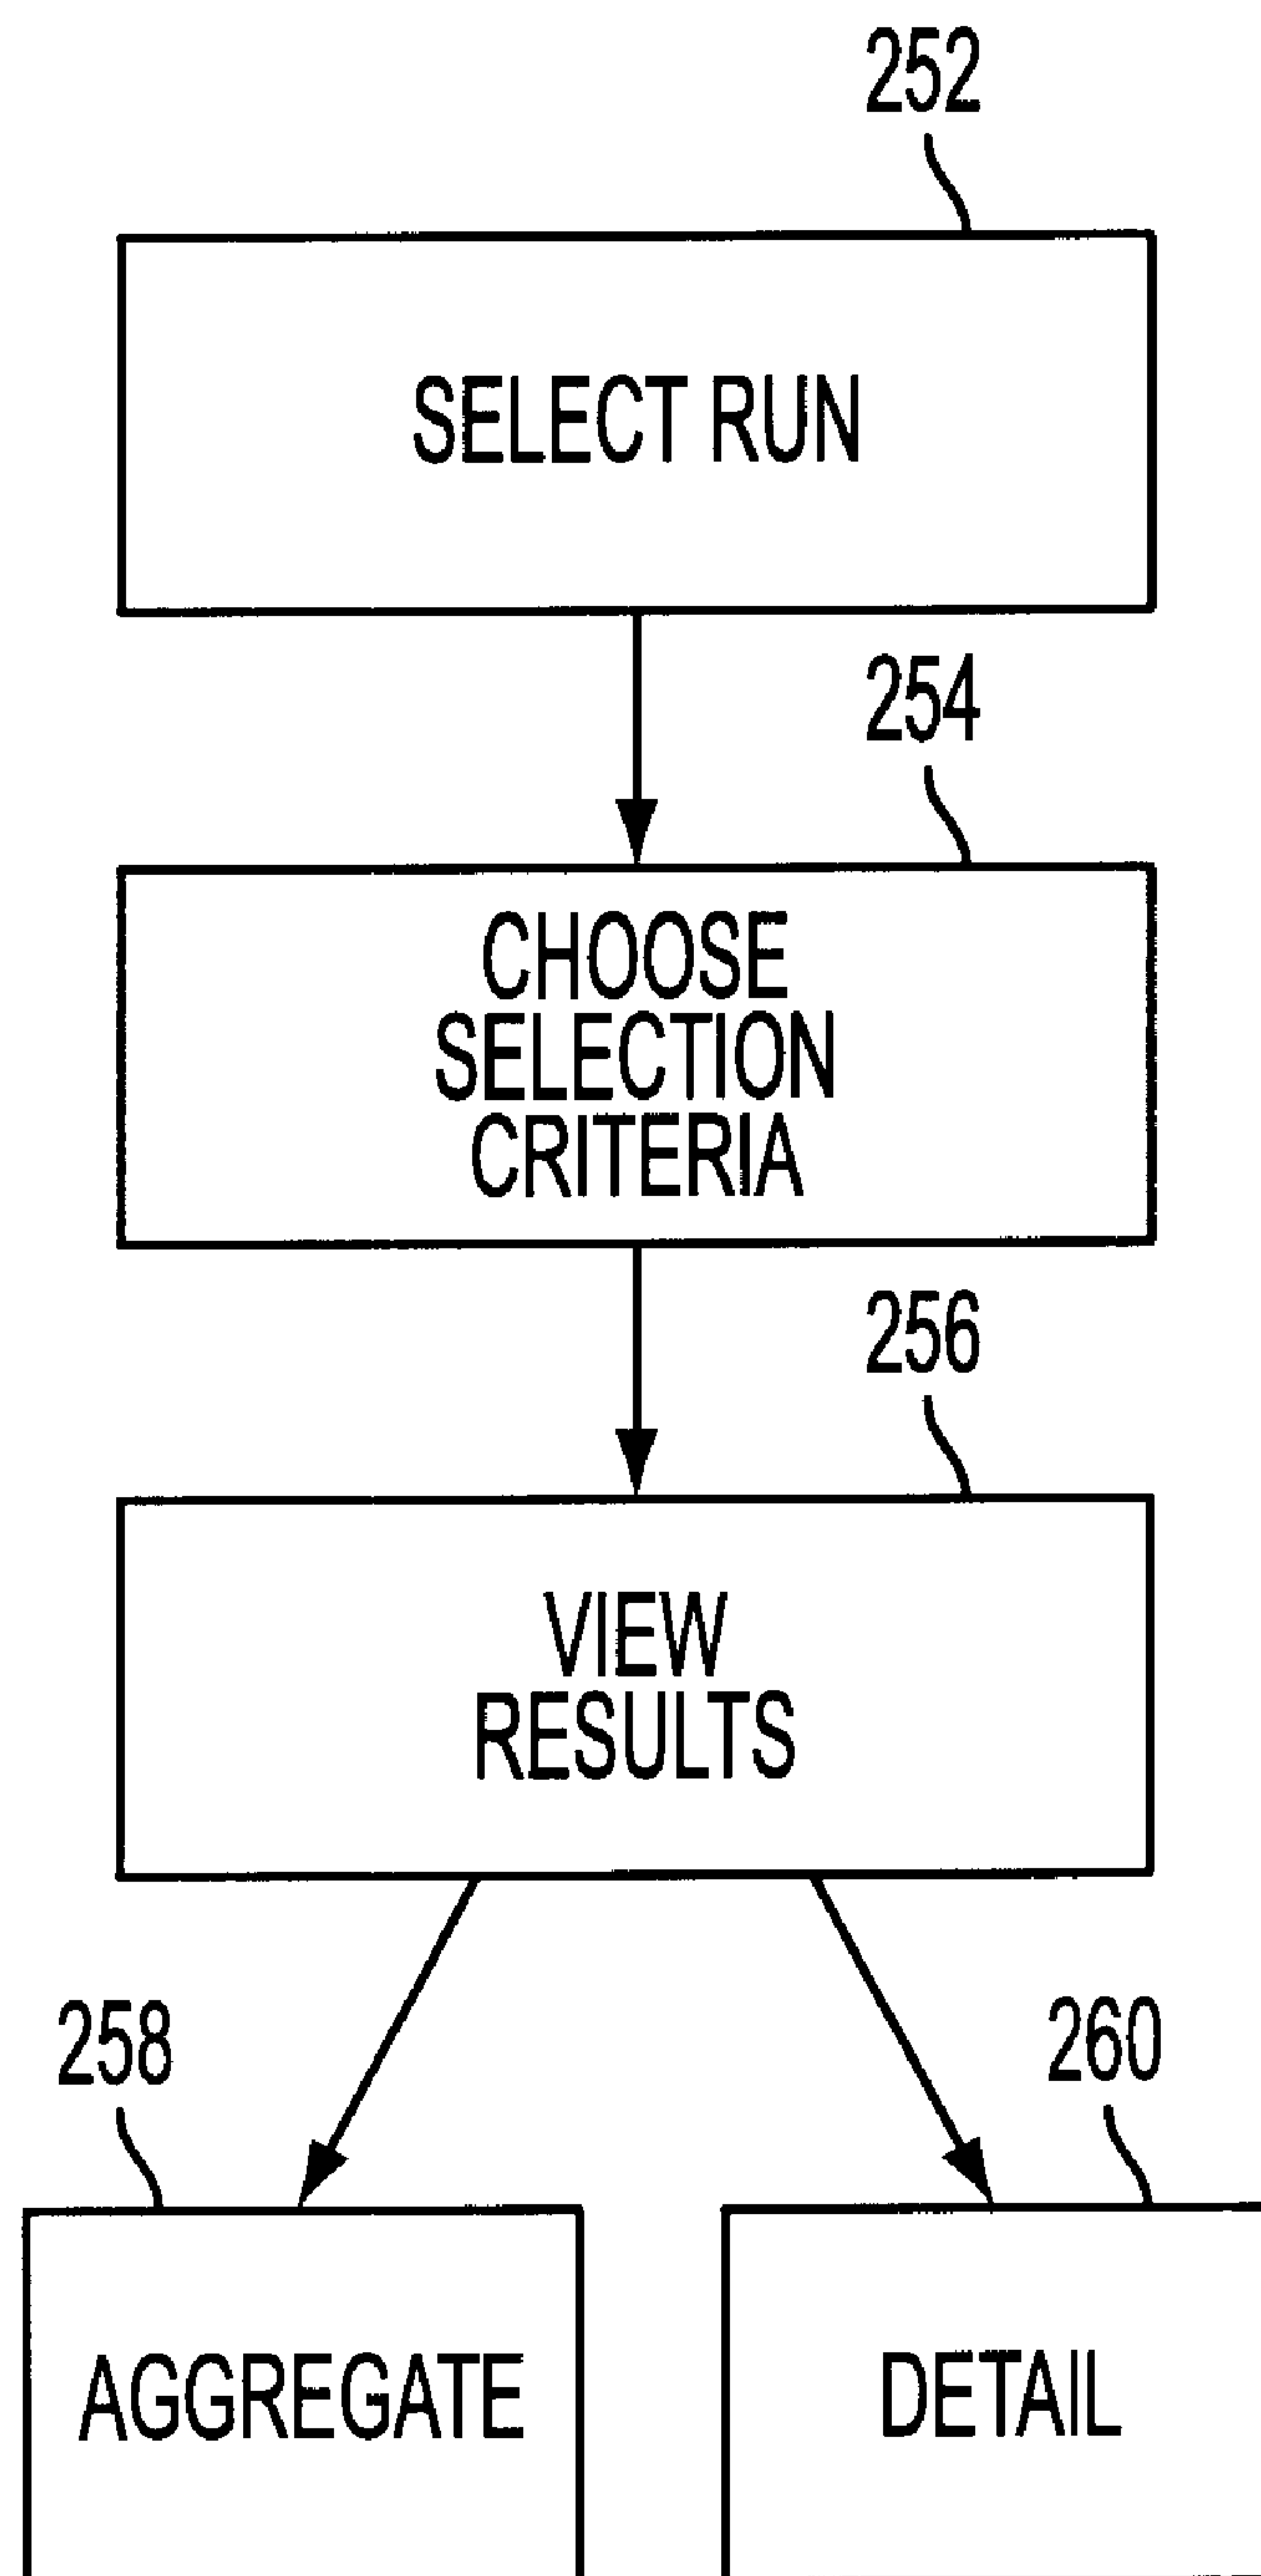 252
SELECT RUN
254
CHOOSE
SELECTION
CRITERIA
256
VIEW
RESULTS
258
260
AGGREGATE
DETAIL